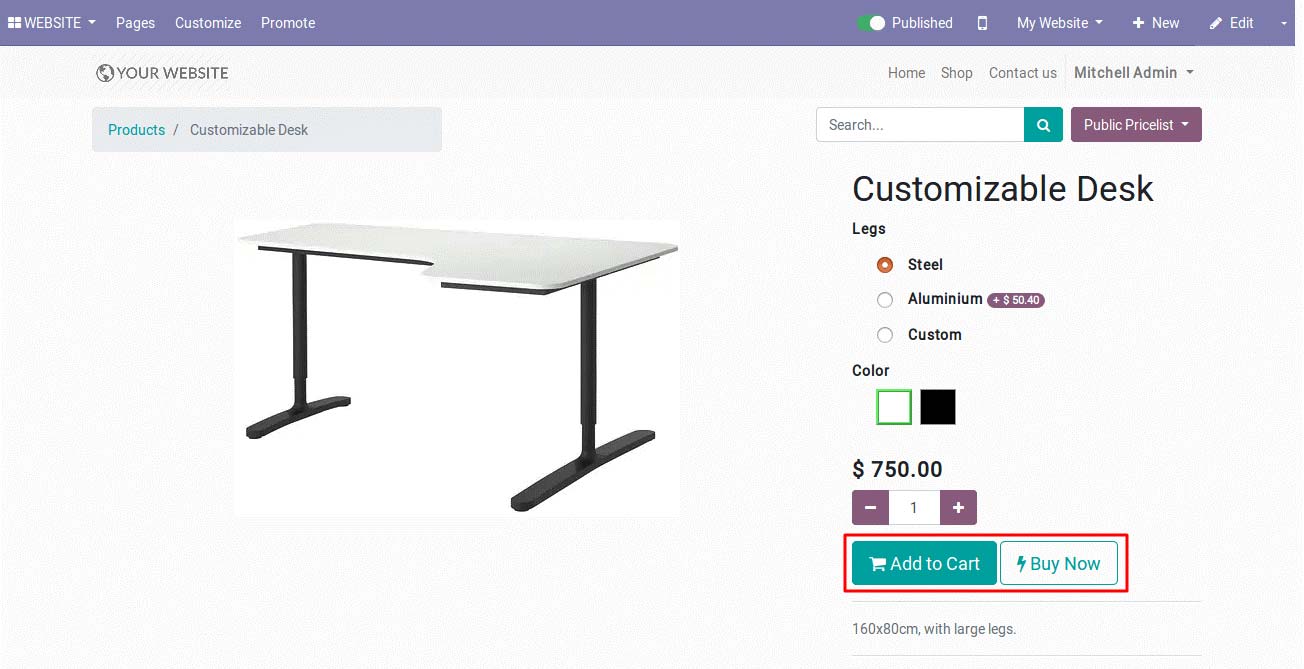 WEBSITE Pages Customize Promote Published My Website New Edit
YOUR WEBSITE Home Shop Contact us Mitchell Admin
Products / Customizable Desk Search... Public Pricelist
Customizable Desk
Legs
Steel
Aluminium + $ 50.40
Custom
Color
$ 750.00
1
Add to Cart Buy Now
160x80cm, with large legs.